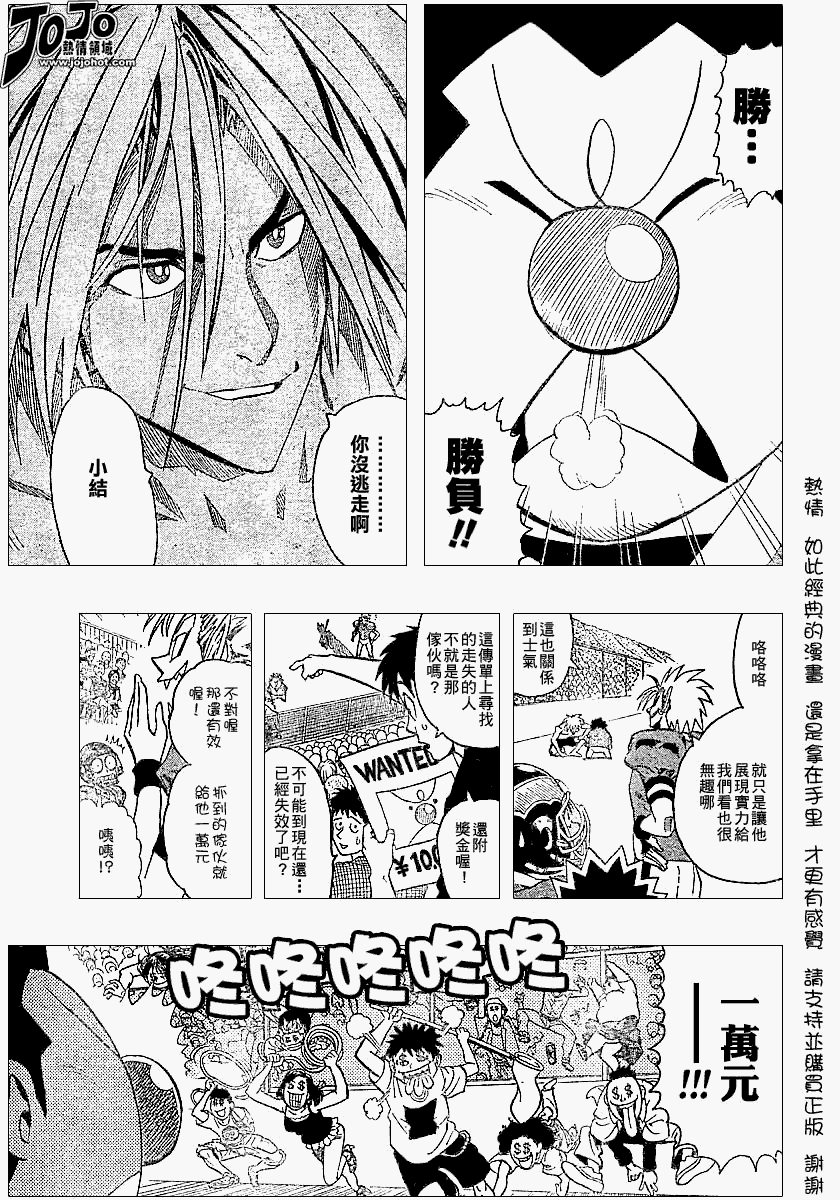 JOJO
熱情領域
www.jojohot.com
勝…
勝負!!
……………
你沒逃走啊
小結
咯咯咯
就只是讓他
展現實力給
我們看也很
無趣哪
這也關係
到士氣
這傳單上尋找
的走失的人
不就是那
傢伙嗎?
WANTED
¥10,0
還附
獎金喔!
不可能到現在還…
已經失效了吧?
不對喔
那還有效
喔!
抓到的傢伙就
給他一萬元
咦咦!?
一萬元
——!!!
咚咚咚咚咚
熱情 如此經典的漫畫 還是拿在手里 才更有感覺 請支持並購買正版 謝謝